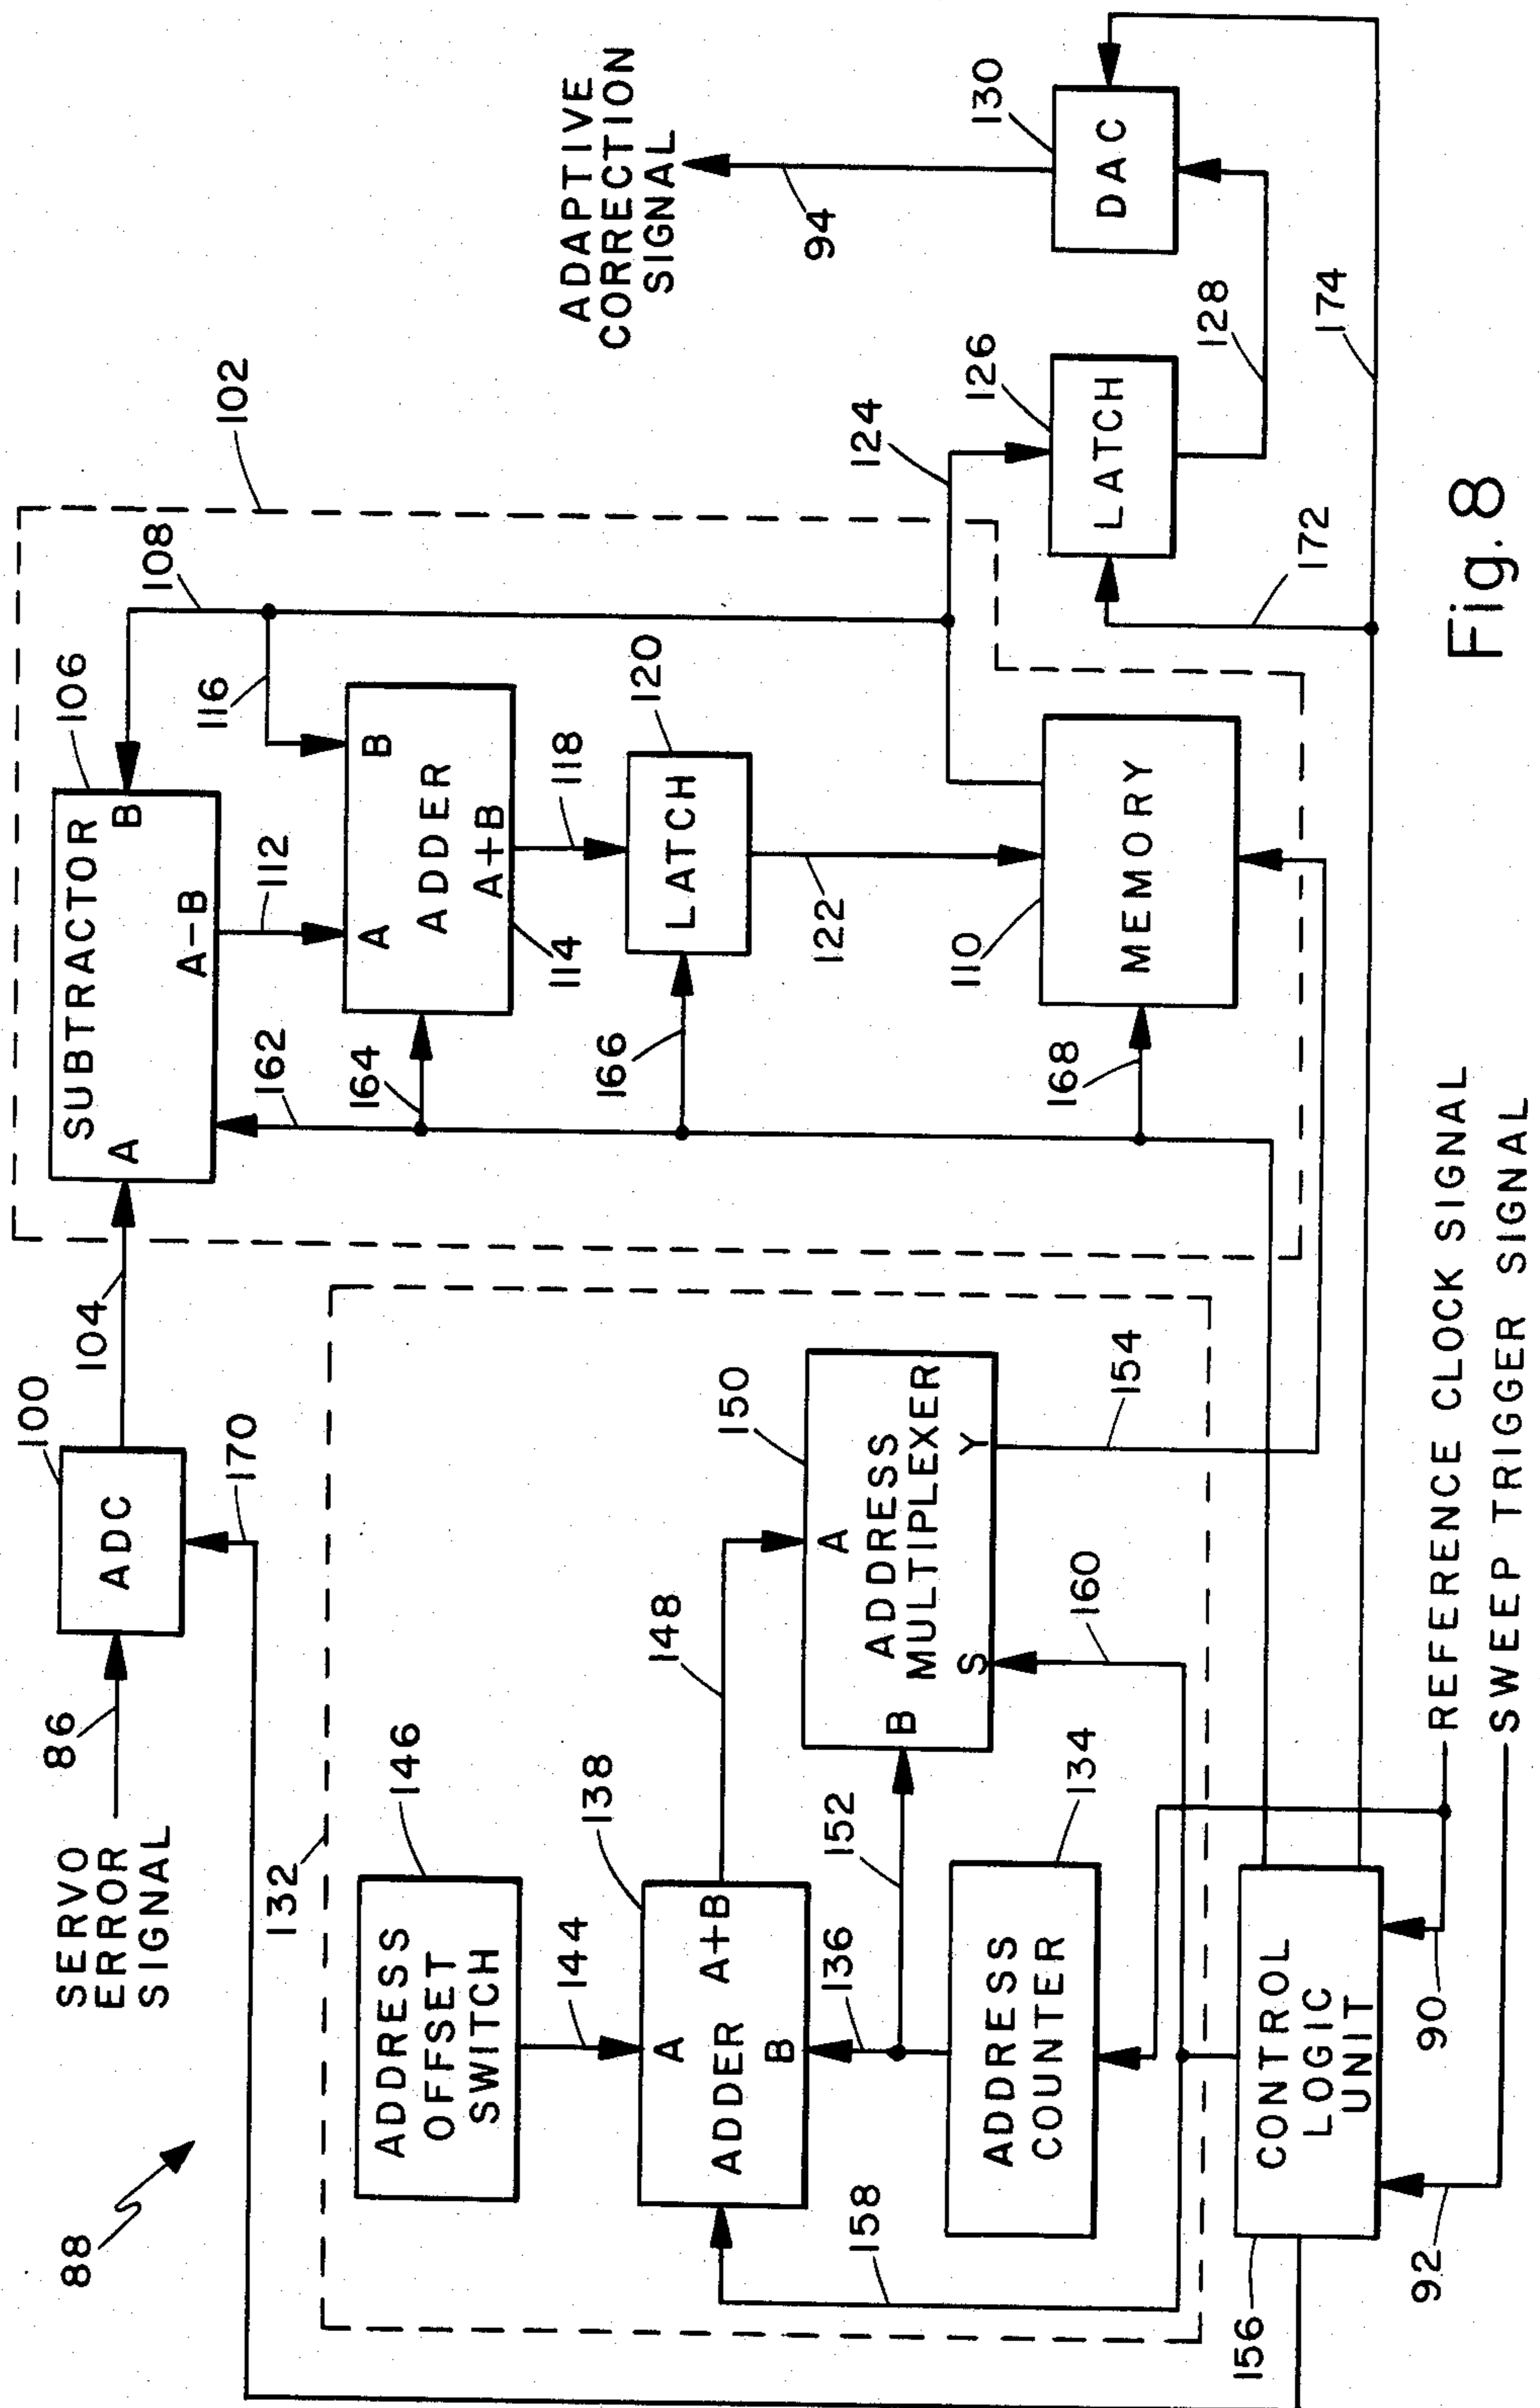 88
SERVO
ERROR
SIGNAL
86
100
ADC
104
170
102
SUBTRACTOR
A
B
A-B
106
108
112
162
116
A
B
ADDER
A+B
114
164
118
120
LATCH
166
122
110
MEMORY
168
124
126
LATCH
172
128
130
DAC
174
94
ADAPTIVE
CORRECTION
SIGNAL
132
146
ADDRESS
OFFSET
SWITCH
144
138
A
ADDER
A+B
B
148
136
152
158
134
ADDRESS
COUNTER
150
A
ADDRESS
MULTIPLEXER
B
S
Y
154
160
156
CONTROL
LOGIC
UNIT
90
92
REFERENCE CLOCK SIGNAL
SWEEP TRIGGER SIGNAL
Fig. 8